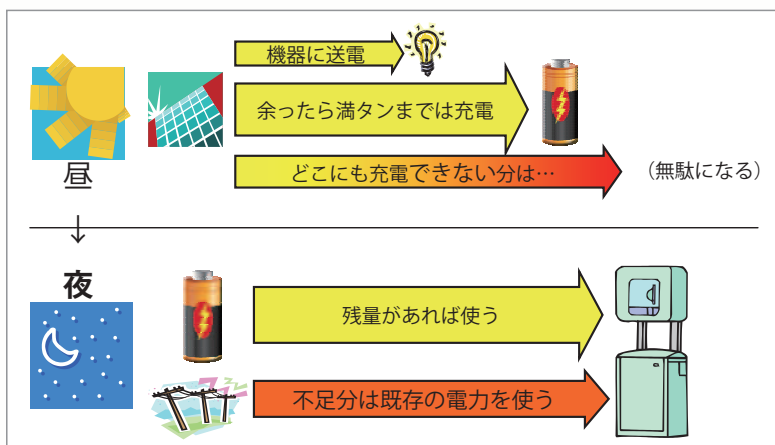 機器に送電
余ったら満タンまでは充電
どこにも充電できない分は…
(無駄になる)
昼
↓
夜
残量があれば使う
不足分は既存の電力を使う